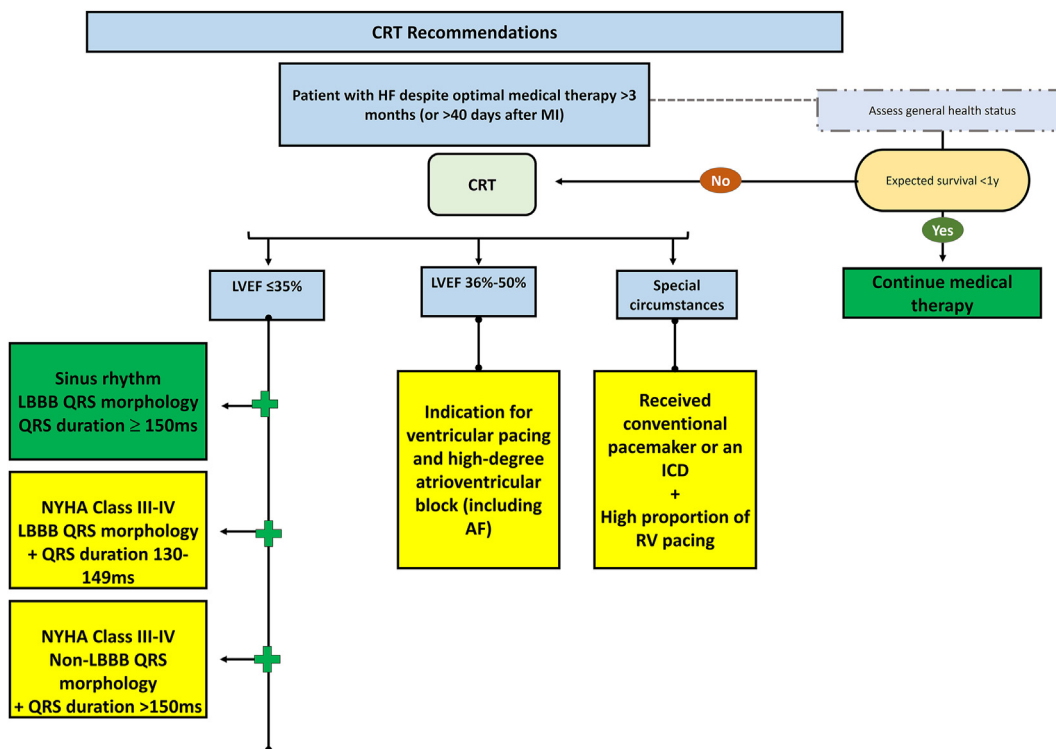 CRT Recommendations
Patient with HF despite optimal medical therapy >3
months (or >40 days after MI)
Assess general health status
CRT
No
Expected survival <1y
Yes
LVEF ≤35%
LVEF 36%-50%
Special
circumstances
Continue medical
therapy
Sinus rhythm
LBBB QRS morphology
QRS duration ≥ 150ms
Indication for
ventricular pacing
and high-degree
atrioventricular
block (including
AF)
Received
conventional
pacemaker or an
ICD
+
High proportion of
RV pacing
NYHA Class III-IV
LBBB QRS morphology
+ QRS duration 130-
149ms
NYHA Class III-IV
Non-LBBB QRS
morphology
+ QRS duration >150ms